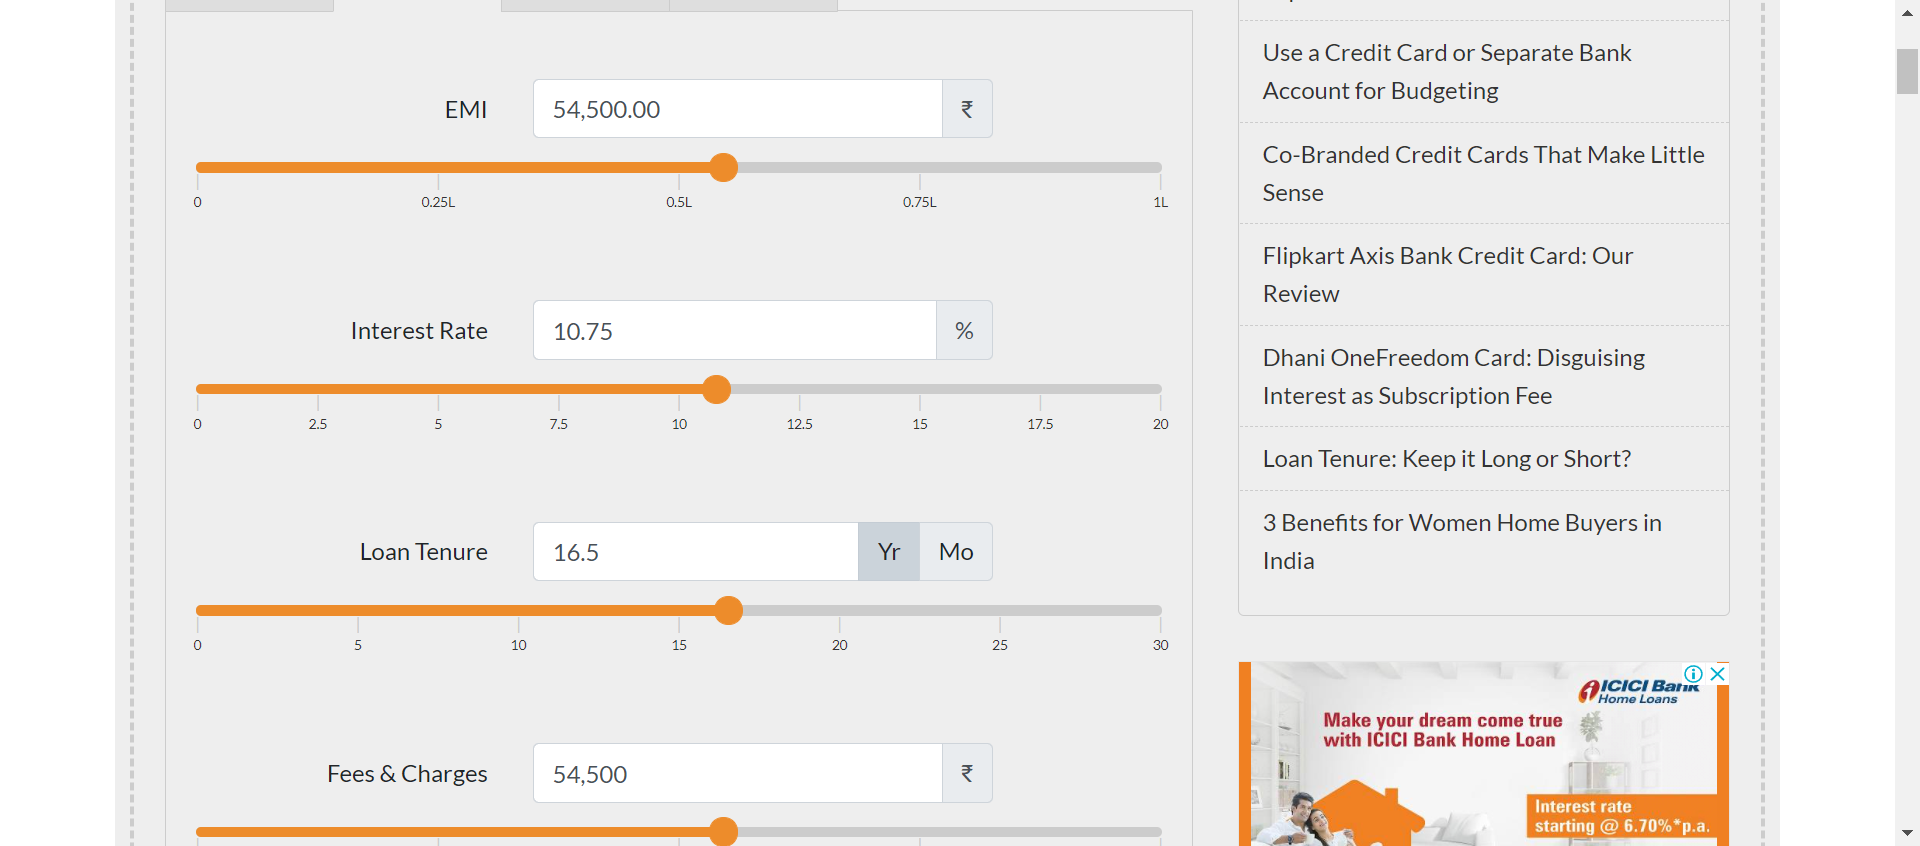 EMI
54,500.00
₹
0
0.25L
0.5L
0.75L
1L
Interest Rate
10.75
%
0
2.5
5
7.5
10
12.5
15
17.5
20
Loan Tenure
16.5
Yr
Mo
0
5
10
15
20
25
30
Fees & Charges
54,500
₹
Use a Credit Card or Separate Bank
Account for Budgeting
Co-Branded Credit Cards That Make Little
Sense
Flipkart Axis Bank Credit Card: Our
Review
Dhani OneFreedom Card: Disguising
Interest as Subscription Fee
Loan Tenure: Keep it Long or Short?
3 Benefits for Women Home Buyers in
India
ICICI Bank
Home Loans
Make your dream come true
with ICICI Bank Home Loan
Interest rate
starting @ 6.70%*p.a.